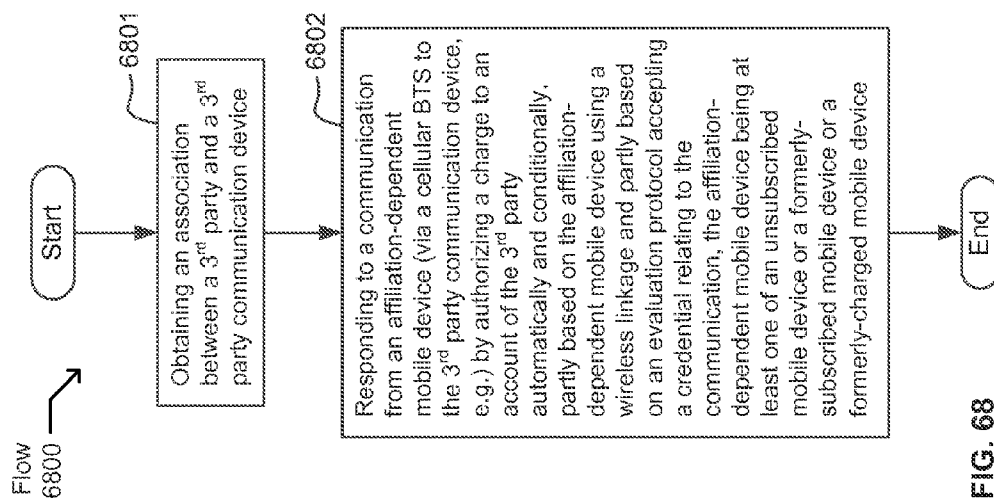 Flow
6800
Start
6801
Obtaining an association
between a 3rd party and a 3rd
party communication device
6802
Responding to a communication
from an affiliation-dependent
mobile device (via a cellular BTS to
the 3rd party communication device,
e.g.) by authorizing a charge to an
account of the 3rd party
automatically and conditionally,
partly based on the affiliation-
dependent mobile device using a
wireless linkage and partly based
on an evaluation protocol accepting
a credential relating to the
communication, the affiliation-
dependent mobile device being at
least one of an unsubscribed
mobile device or a formerly-
subscribed mobile device or a
formerly-charged mobile device
End
FIG. 68